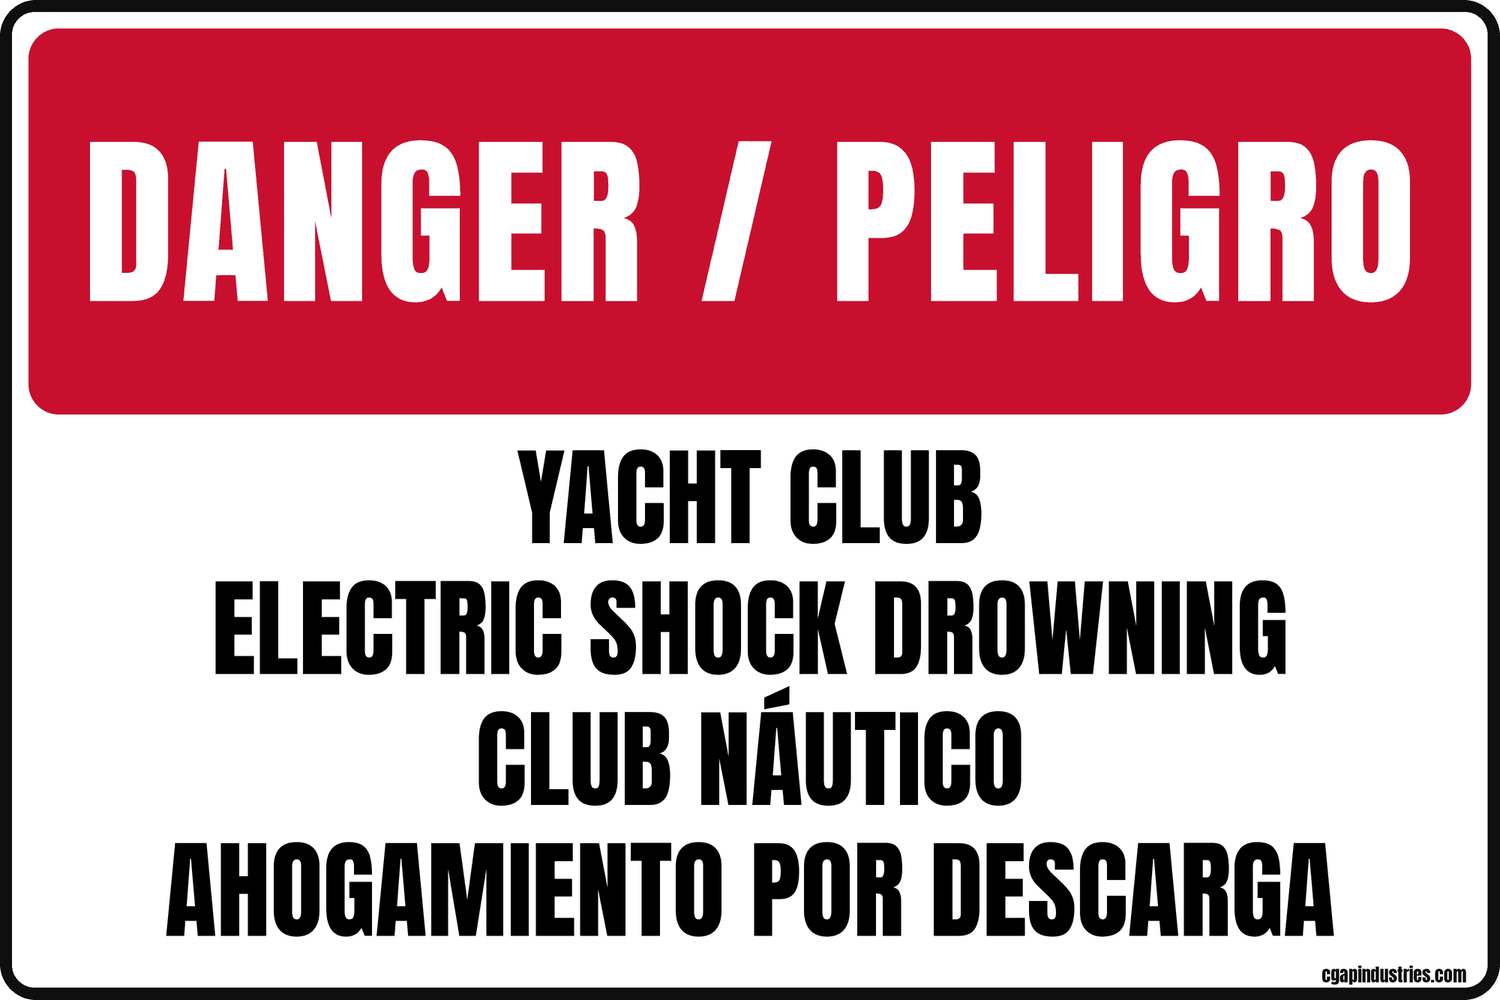 DANGER / PELIGRO
YACHT CLUB
ELECTRIC SHOCK DROWNING
CLUB NÁUTICO
AHOGAMIENTO POR DESCARGA
cgapindustries.com